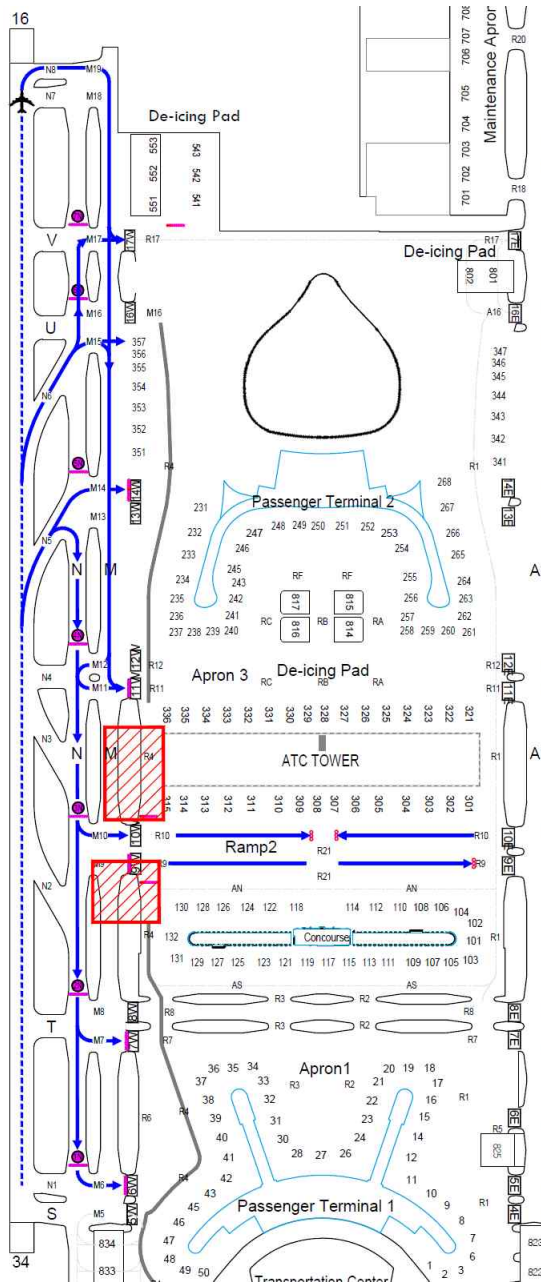 16
708
707
706
R20
705
704
703
702
701
R18
Maintenance Apron
N8
M19
N7
M18
De-icing Pad
553
552
551
543
542
541
V
M17
17W
R17
R17
17E
De-icing Pad
802
801
U
M16
16W
M16
A16
16E
M15
357
356
355
354
353
352
351
347
346
345
344
343
342
341
N6
R4
R1
M14
14W
13W
M13
14E
13E
N5
Passenger Terminal 2
231
232
233
234
235
236
237 238 239 240
247
248 249 250 251 252 253
246
245
243
242
241
254
255
256
257
258 259 260 261
268
267
266
265
264
263
262
RF
RF
817
815
816
814
RC
RB
RA
N
M
A
M12
12W
R12
R12
12E
N4
M11
11W
R11
R11
11E
Apron 3
De-icing Pad
RC
RB
RA
336 335 334 333 332 331 330 329 328 327 326 325 324 323 322 321
N3
N
M
R4
ATC TOWER
R1
A
315 314 313 312 311 310 309 308 307 306 305 304 303 302 301
M10
10W
R10
R10
10E
Ramp2
R21
M9
9W
R9
R9
9E
R21
N2
AN
AN
130 128 126 124 122 118 114 112 110 108 106 104
102
132
Concourse
101
R4
R1
131 129 127 125 123 121 119 117 115 113 111 109 107 105 103
AS
AS
R3
R2
T
M8
8W
R8
R8
8E
R3
R2
M7
7W
R7
R7
7E
Apron1
36 35 34
37
33
38
32
39
31
40
30
41
42
43
44
45
46
47
48
49
50
28 27 26
R3
R2
20 19 18
21
17
22
16
23
15
24
14
12
11
10
9
8
7
6
1 2 3
R6
R4
R4
R1
6E
R5
825
N1
M6
6W
5E
R1
S
M5
5W
4E
Passenger Terminal 1
834
833
823
822
34
Transportation Center